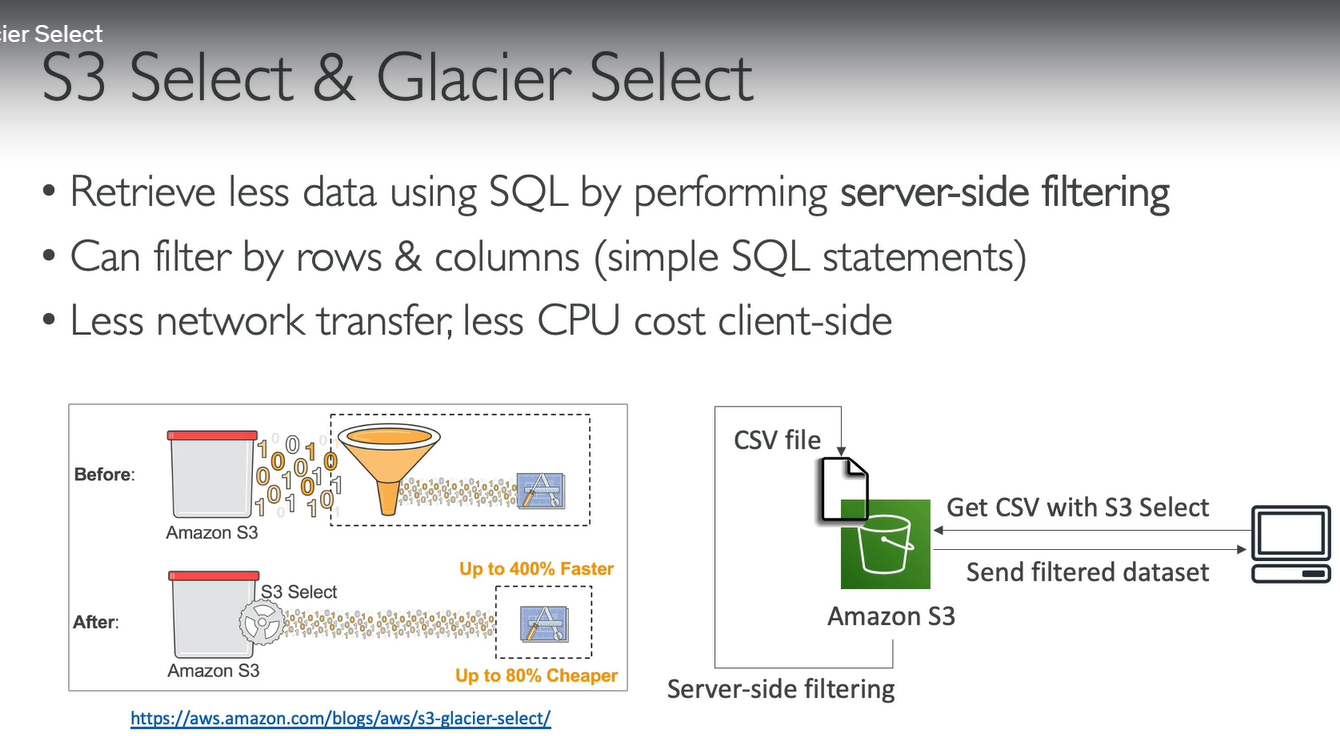 ier Select
S3 Select & Glacier Select
• Retrieve less data using SQL by performing server-side filtering
• Can filter by rows & columns (simple SQL statements)
• Less network transfer, less CPU cost client-side
Before:
Amazon S3
Up to 400% Faster
S3 Select
After:
Amazon S3
Up to 80% Cheaper
https://aws.amazon.com/blogs/aws/s3-glacier-select/
CSV file
Get CSV with S3 Select
Send filtered dataset
Amazon S3
Server-side filtering